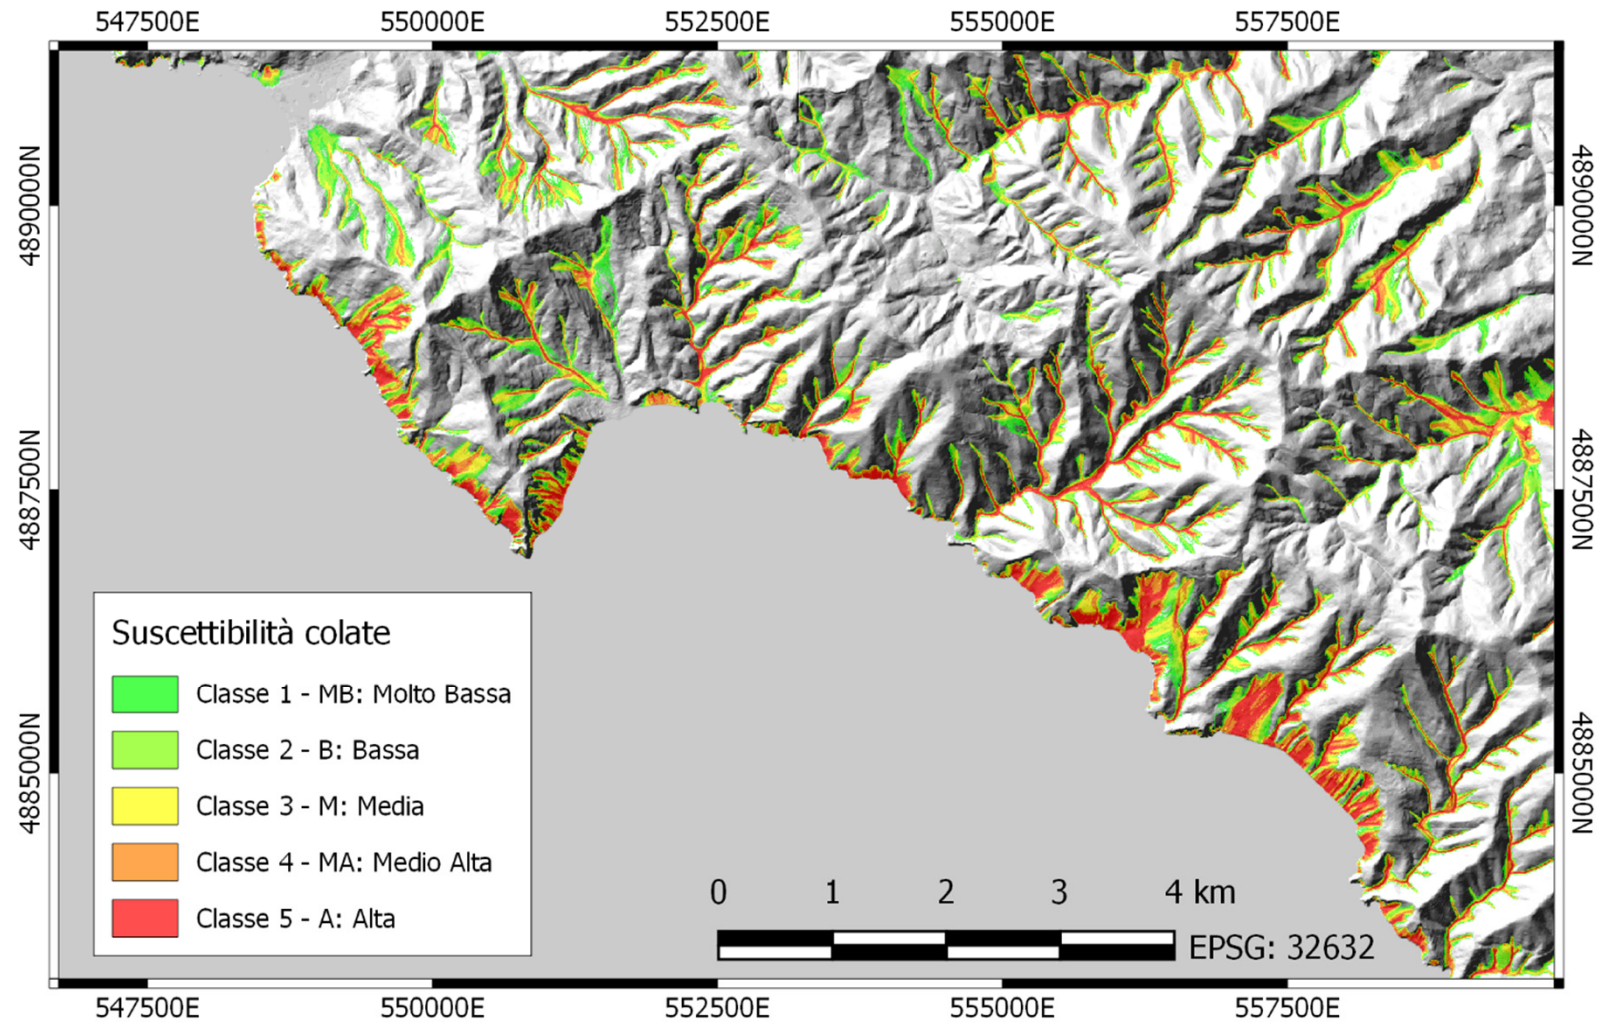 547500E 550000E 552500E 555000E 557500E
4890000N
4890000N
4887500N
4887500N
4885000N
4885000N
Suscettibilità colate
Classe 1 - MB: Molto Bassa
Classe 2 - B: Bassa
Classe 3 - M: Media
Classe 4 - MA: Medio Alta
Classe 5 - A: Alta
0 1 2 3 4 km
EPSG: 32632
547500E 550000E 552500E 555000E 557500E